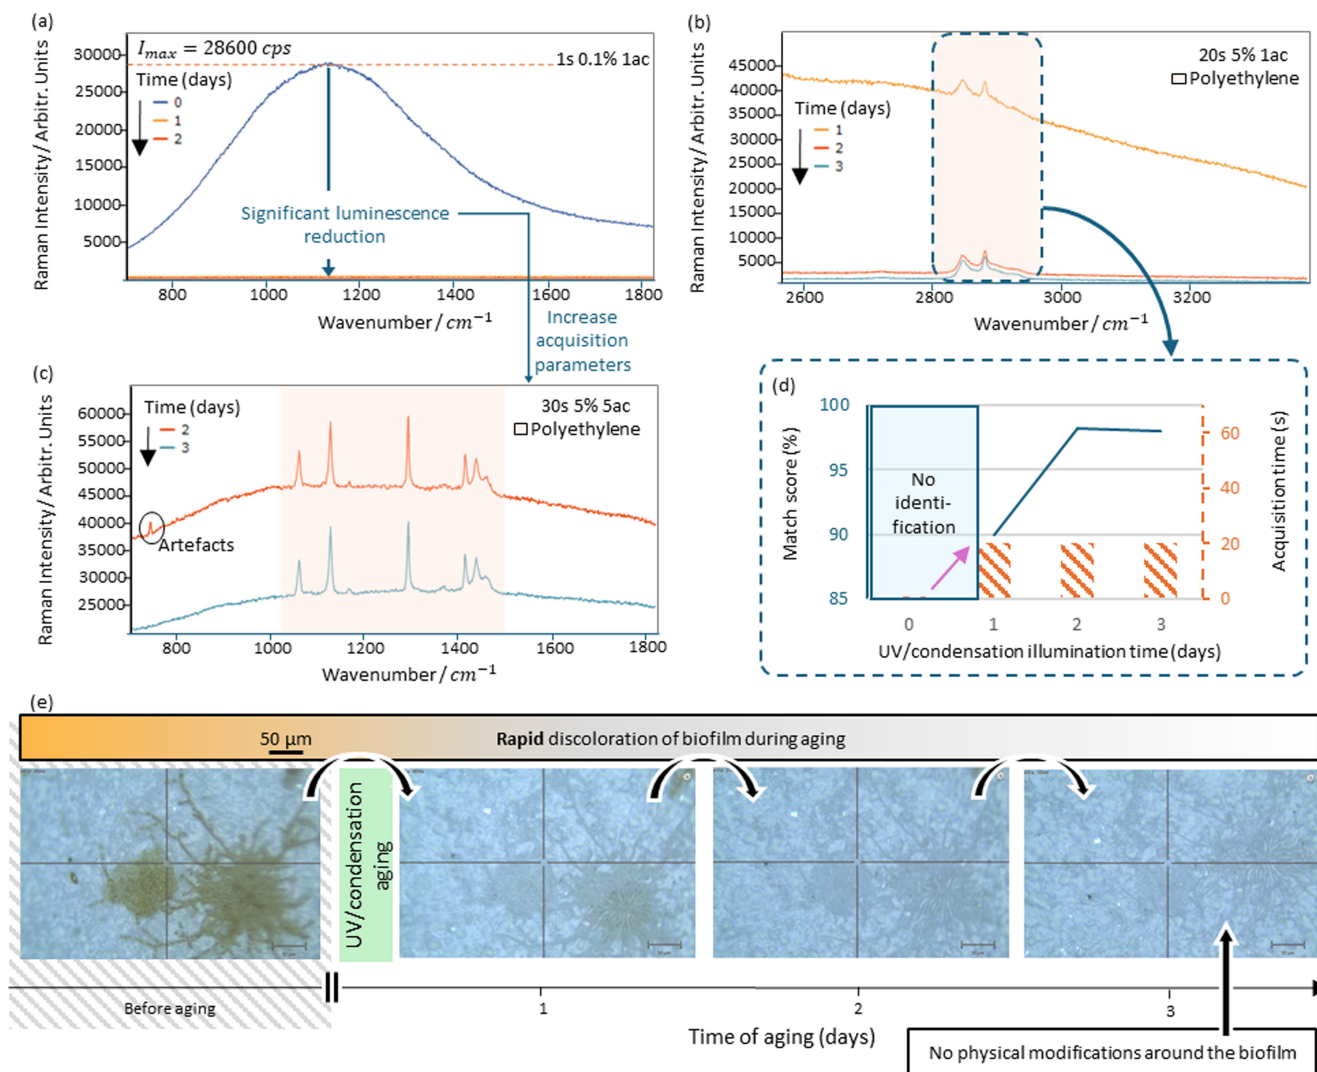 (a)
I_max = 28600 cps
1s 0.1% 1ac
Time (days)
0
1
2
30000
25000
20000
15000
10000
5000
Raman Intensity/ Arbitr. Units
Significant luminescence
reduction
800 1000 1200 1400 1600 1800
Wavenumber / cm⁻¹
Increase
acquisition
parameters
(b)
20s 5% 1ac
Polyethylene
Time (days)
1
2
3
45000
40000
35000
30000
25000
20000
15000
10000
5000
Raman Intensity/ Arbitr. Units
2600 2800 3000 3200
Wavenumber / cm⁻¹
(c)
Time (days)
2
3
30s 5% 5ac
Polyethylene
60000
55000
50000
45000
40000
35000
30000
25000
Raman Intensity/ Arbitr. Units
Artefacts
800 1000 1200 1400 1600 1800
Wavenumber / cm⁻¹
(d)
100
95
90
85
Match score (%)
No
identi-
fication
60
40
20
0
Acquisition time (s)
0 1 2 3
UV/condensation illumination time (days)
(e)
50 µm
Rapid discoloration of biofilm during aging
UV/condensation
aging
Before aging
1 2 3
Time of aging (days)
No physical modifications around the biofilm